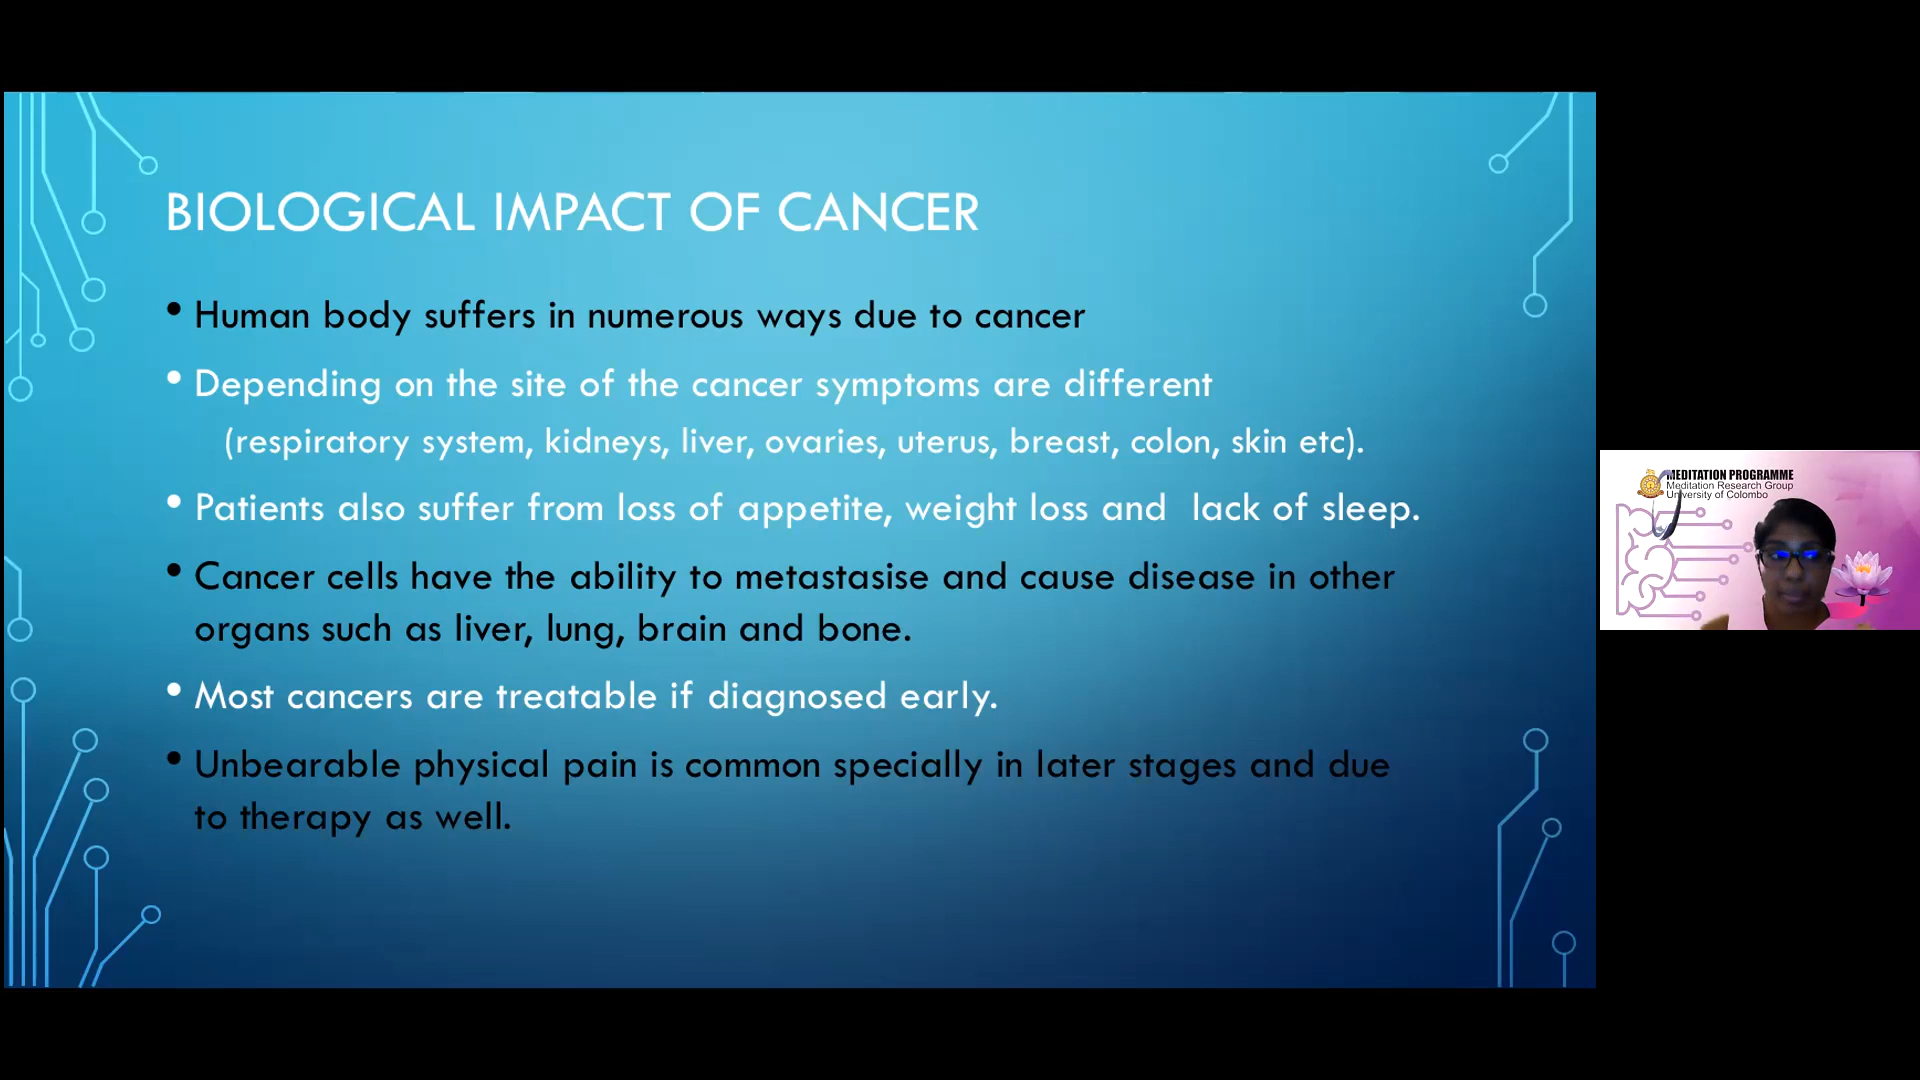 BIOLOGICAL IMPACT OF CANCER
• Human body suffers in numerous ways due to cancer
• Depending on the site of the cancer symptoms are different
(respiratory system, kidneys, liver, ovaries, uterus, breast, colon, skin etc).
• Patients also suffer from loss of appetite, weight loss and lack of sleep.
• Cancer cells have the ability to metastasise and cause disease in other
organs such as liver, lung, brain and bone.
• Most cancers are treatable if diagnosed early.
• Unbearable physical pain is common specially in later stages and due
to therapy as well.
MEDITATION PROGRAMME
Meditation Research Group
University of Colombo